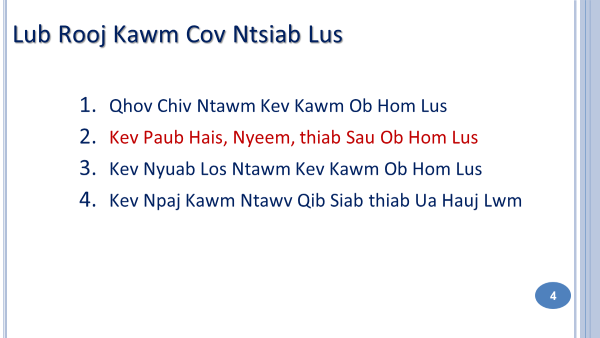 Lub Rooj Kawm Cov Ntsiab Lus
1. Qhov Chiv Ntawm Kev Kawm Ob Hom Lus
2. Kev Paub Hais, Nyeem, thiab Sau Ob Hom Lus
3. Kev Nyuab Los Ntawm Kev Kawm Ob Hom Lus
4. Kev Npaj Kawm Ntawv Qib Siab thiab Ua Hauj Lwm
4